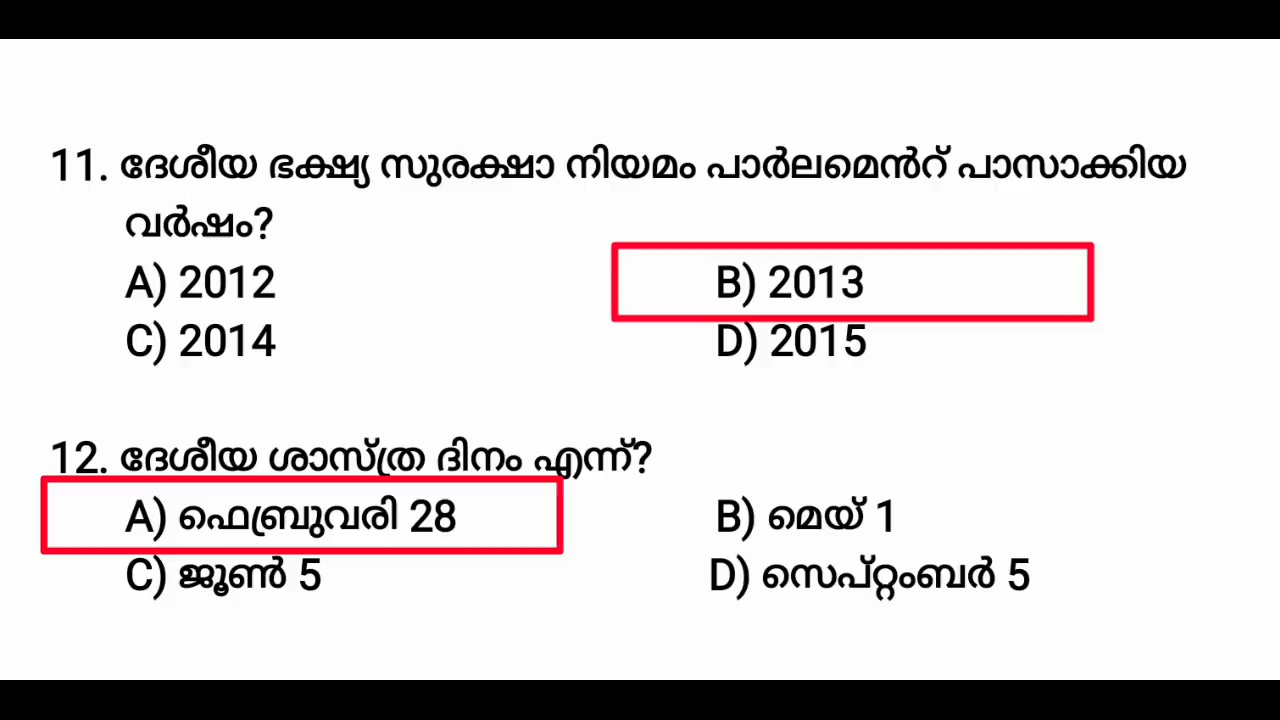 11. ദേശീയ ഭക്ഷ്യ സുരക്ഷാ നിയമം പാർലമെൻറ് പാസാക്കിയ
വർഷം?
A) 2012 B) 2013
C) 2014 D) 2015
12. ദേശീയ ശാസ്ത്ര ദിനം എന്ന്?
A) ഫെബ്രുവരി 28 B) മെയ് 1
C) ജൂൺ 5 D) സെപ്റ്റംബർ 5